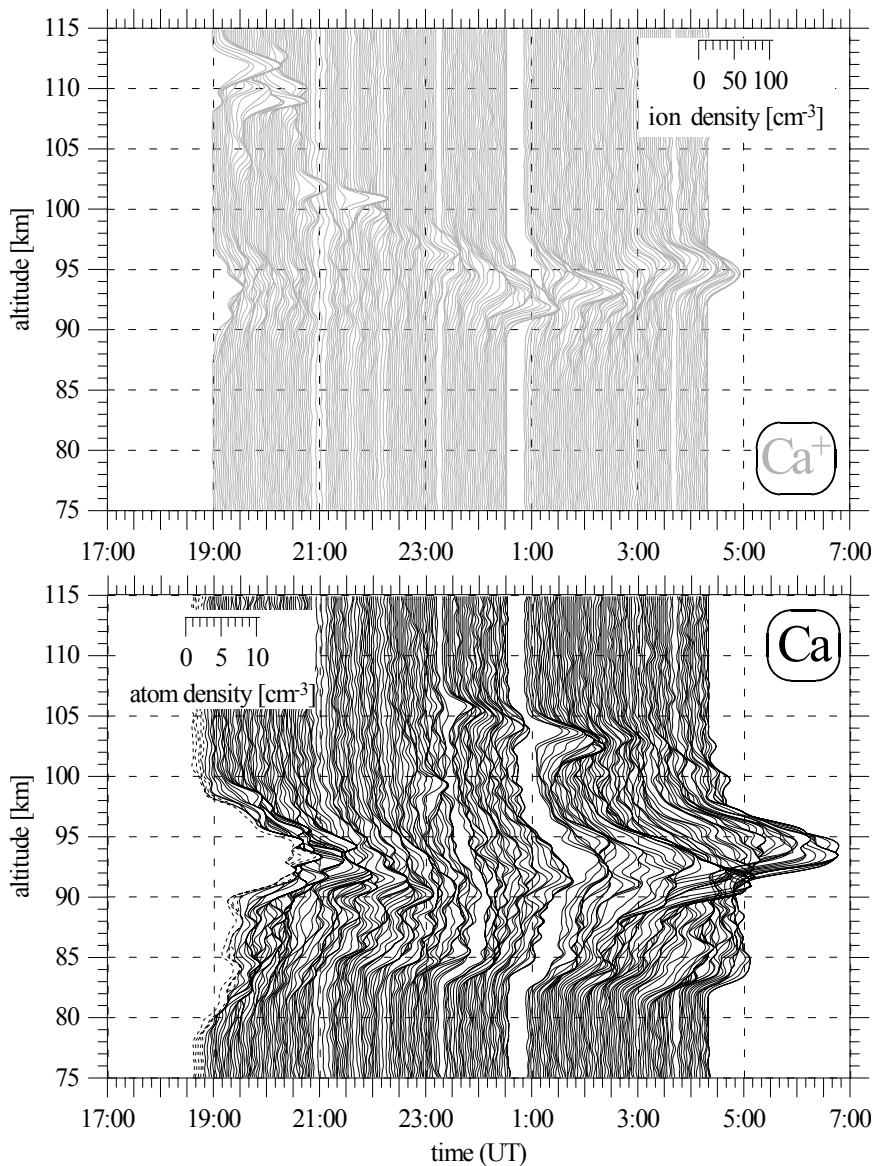 115
110
105
100
95
90
85
80
75
altitude [km]
0 50 100
ion density [cm-3]
Ca+
17:00 19:00 21:00 23:00 1:00 3:00 5:00 7:00
115
110
105
100
95
90
85
80
75
altitude [km]
0 5 10
atom density [cm-3]
Ca
17:00 19:00 21:00 23:00 1:00 3:00 5:00 7:00
time (UT)